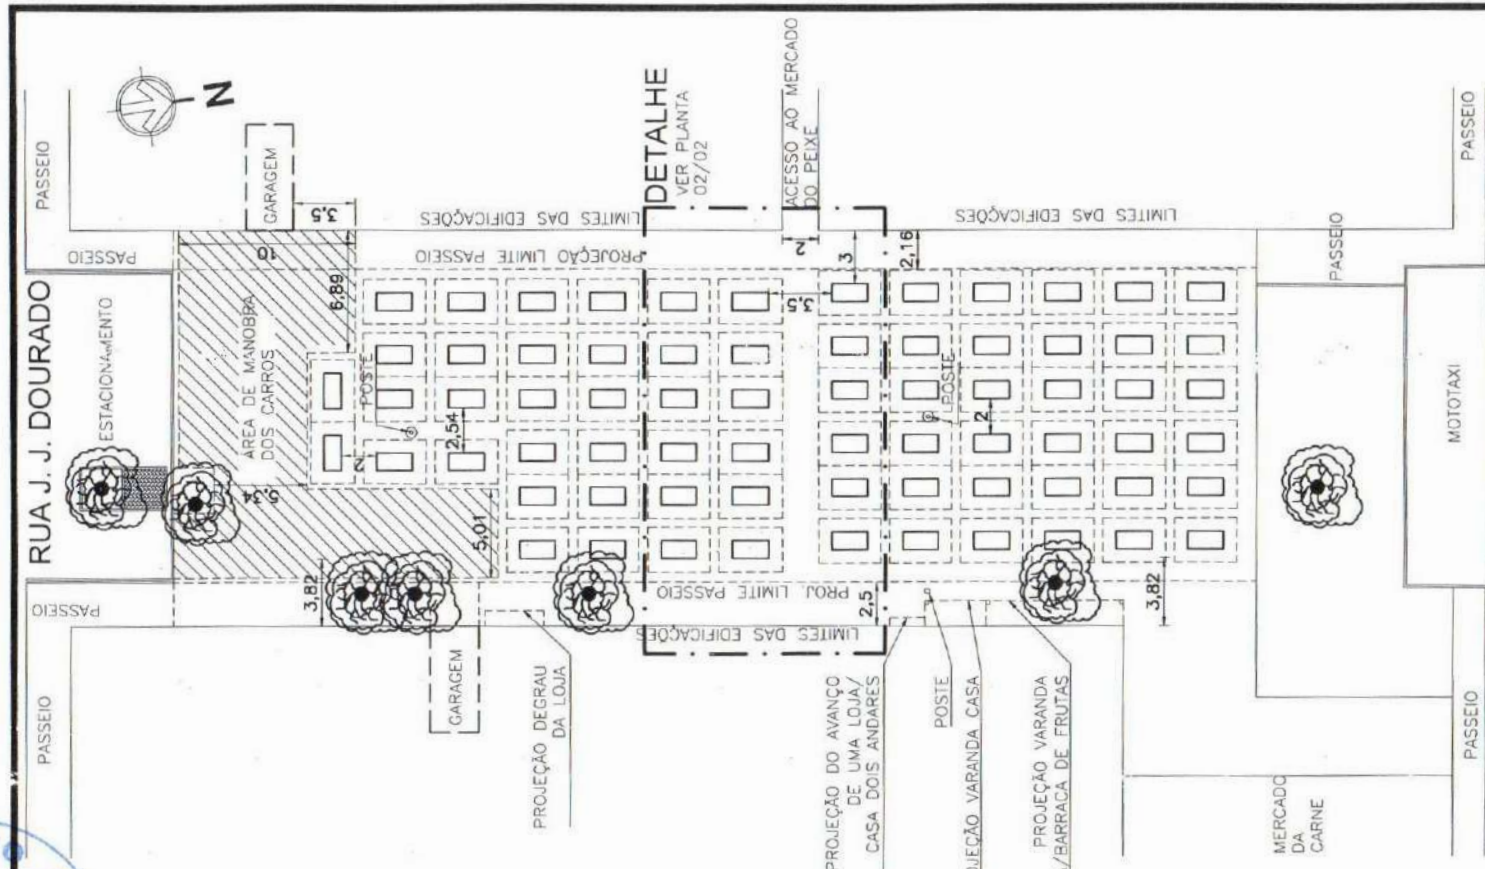 RUA J. J. DOURADO
PASSEIO
PASSEIO
ESTACIONAMENTO
PASSEIO
PASSEIO
N
GARAGEM
3,5
10
ÁREA DE MANOBRA
DOS CARROS
6,89
POSTE
2
2,54
5,34
5,01
3,82
LIMITES DAS EDIFICAÇÕES
PROJEÇÃO LIMITE PASSEIO
GARAGEM
PROJEÇÃO DEGRAU
DA LOJA
DETALHE
VER PLANTA
02/02
ACESSO AO MERCADO
DO PEIXE
2
3
3,5
2,16
LIMITES DAS EDIFICAÇÕES
POSTE
2
PROJ. LIMITE PASSEIO
LIMITES DAS EDIFICAÇÕES
2,5
3,82
PROJEÇÃO DO AVANÇO
DE UMA LOJA/
CASA DOIS ANDARES
POSTE
JEÇÃO VARANDA CASA
PROJEÇÃO VARANDA
/BARRACA DE FRUTAS
MERCADO
DA
CARNE
PASSEIO
PASSEIO
MOTOTAXI
PASSEIO